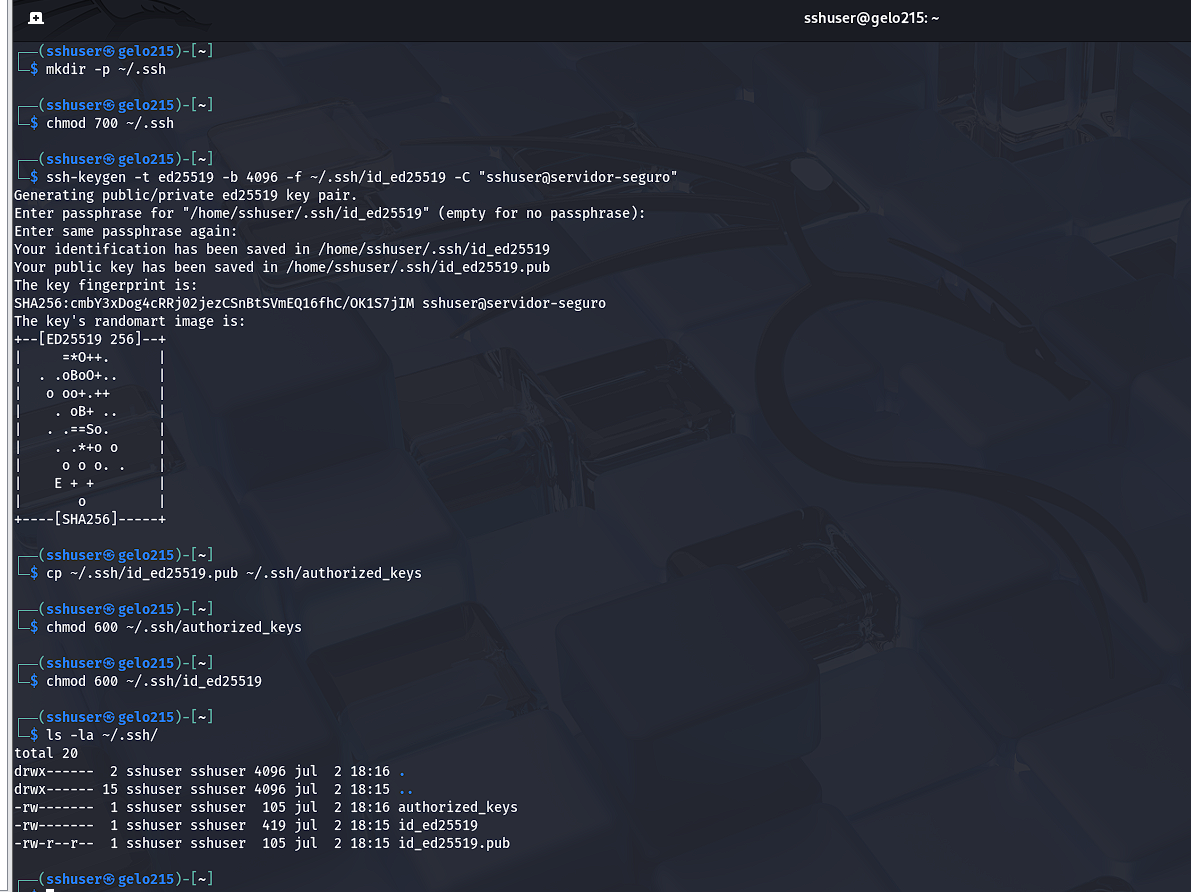 sshuser@gelo215: ~
┌──(sshuser㉿gelo215)-[~]
└─$ mkdir -p ~/.ssh
┌──(sshuser㉿gelo215)-[~]
└─$ chmod 700 ~/.ssh
┌──(sshuser㉿gelo215)-[~]
└─$ ssh-keygen -t ed25519 -b 4096 -f ~/.ssh/id_ed25519 -C "sshuser@servidor-seguro"
Generating public/private ed25519 key pair.
Enter passphrase for "/home/sshuser/.ssh/id_ed25519" (empty for no passphrase):
Enter same passphrase again:
Your identification has been saved in /home/sshuser/.ssh/id_ed25519
Your public key has been saved in /home/sshuser/.ssh/id_ed25519.pub
The key fingerprint is:
SHA256:cmbY3xDog4cRRj02jezCSnBtSVmEQ16fhC/OK1S7jIM sshuser@servidor-seguro
The key's randomart image is:
+--[ED25519 256]--+
|     =*O++.      |
|  . .oBoO+..     |
|   o oo+.++      |
|    . oB+ ..     |
|   . .==So.      |
|    . .*+o o     |
|     o o o. .    |
|    E + +        |
|       o         |
+----[SHA256]-----+
┌──(sshuser㉿gelo215)-[~]
└─$ cp ~/.ssh/id_ed25519.pub ~/.ssh/authorized_keys
┌──(sshuser㉿gelo215)-[~]
└─$ chmod 600 ~/.ssh/authorized_keys
┌──(sshuser㉿gelo215)-[~]
└─$ chmod 600 ~/.ssh/id_ed25519
┌──(sshuser㉿gelo215)-[~]
└─$ ls -la ~/.ssh/
total 20
drwx------  2 sshuser sshuser 4096 jul  2 18:16 .
drwx------ 15 sshuser sshuser 4096 jul  2 18:15 ..
-rw-------  1 sshuser sshuser  105 jul  2 18:16 authorized_keys
-rw-------  1 sshuser sshuser  419 jul  2 18:15 id_ed25519
-rw-r--r--  1 sshuser sshuser  105 jul  2 18:15 id_ed25519.pub
┌──(sshuser㉿gelo215)-[~]
└─$